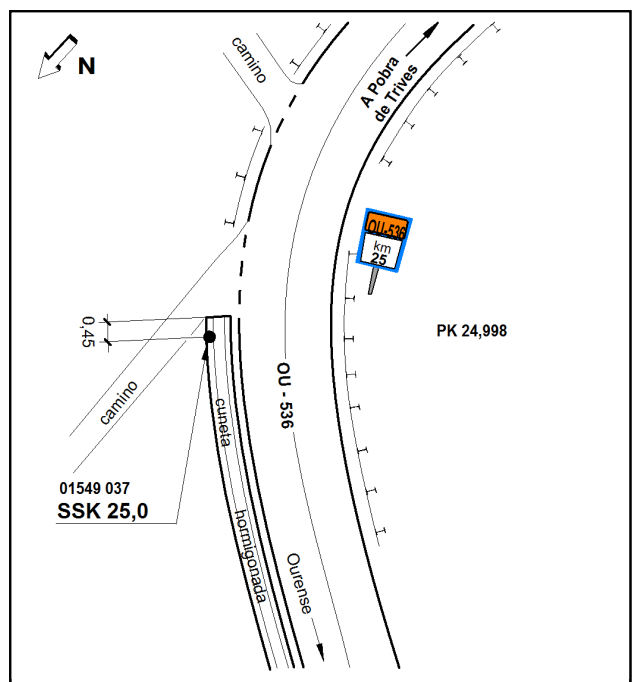 N
camino
A Pobra
de Trives
OU-536
km
25
PK 24,998
0,45
OU - 536
camino
cuneta
01549 037
SSK 25,0
hormigonada
Ourense